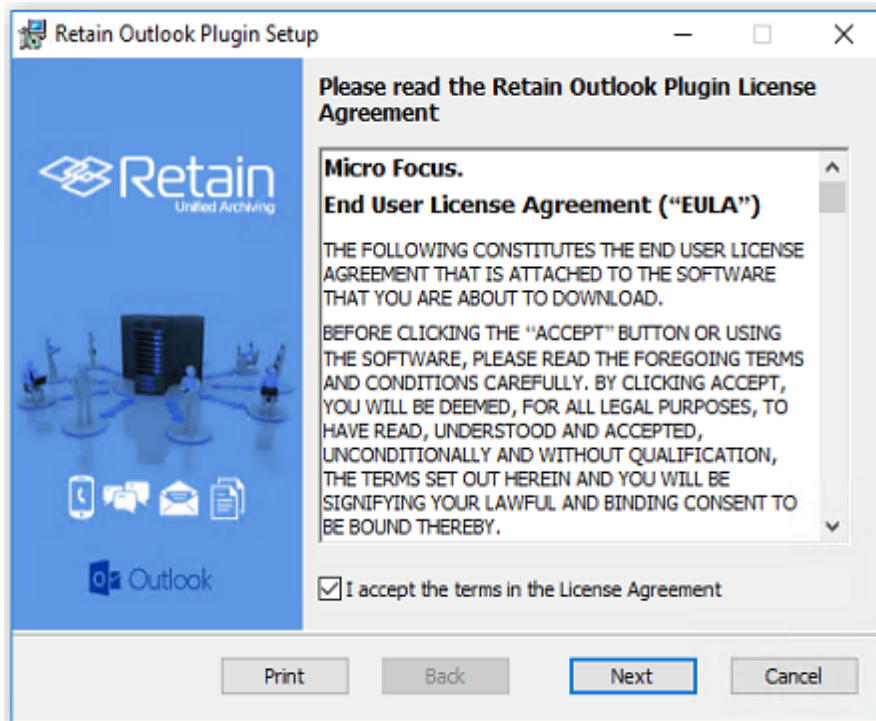 Retain Outlook Plugin Setup
Please read the Retain Outlook Plugin License
Agreement
Retain
Unified Archiving
Micro Focus.
End User License Agreement (“EULA”)
THE FOLLOWING CONSTITUTES THE END USER LICENSE
AGREEMENT THAT IS ATTACHED TO THE SOFTWARE
THAT YOU ARE ABOUT TO DOWNLOAD.
BEFORE CLICKING THE “ACCEPT” BUTTON OR USING
THE SOFTWARE, PLEASE READ THE FOREGOING TERMS
AND CONDITIONS CAREFULLY. BY CLICKING ACCEPT,
YOU WILL BE DEEMED, FOR ALL LEGAL PURPOSES, TO
HAVE READ, UNDERSTOOD AND ACCEPTED,
UNCONDITIONALLY AND WITHOUT QUALIFICATION,
THE TERMS SET OUT HEREIN AND YOU WILL BE
SIGNIFYING YOUR LAWFUL AND BINDING CONSENT TO
BE BOUND THEREBY.
Outlook
I accept the terms in the License Agreement
Print
Back
Next
Cancel